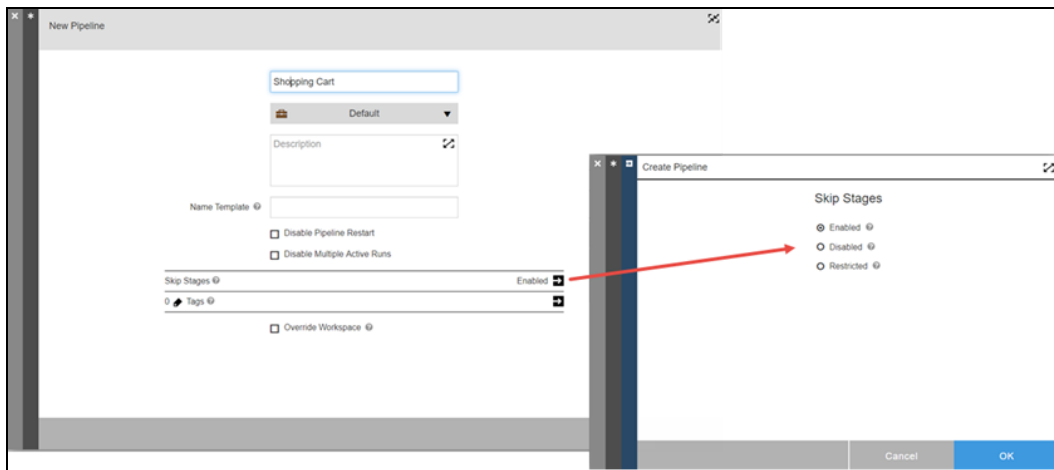 New Pipeline
Shopping Cart
Default
Description
Name Template
Disable Pipeline Restart
Disable Multiple Active Runs
Skip Stages Enabled
0 Tags
Override Workspace
Create Pipeline
Skip Stages
Enabled
Disabled
Restricted
Cancel OK